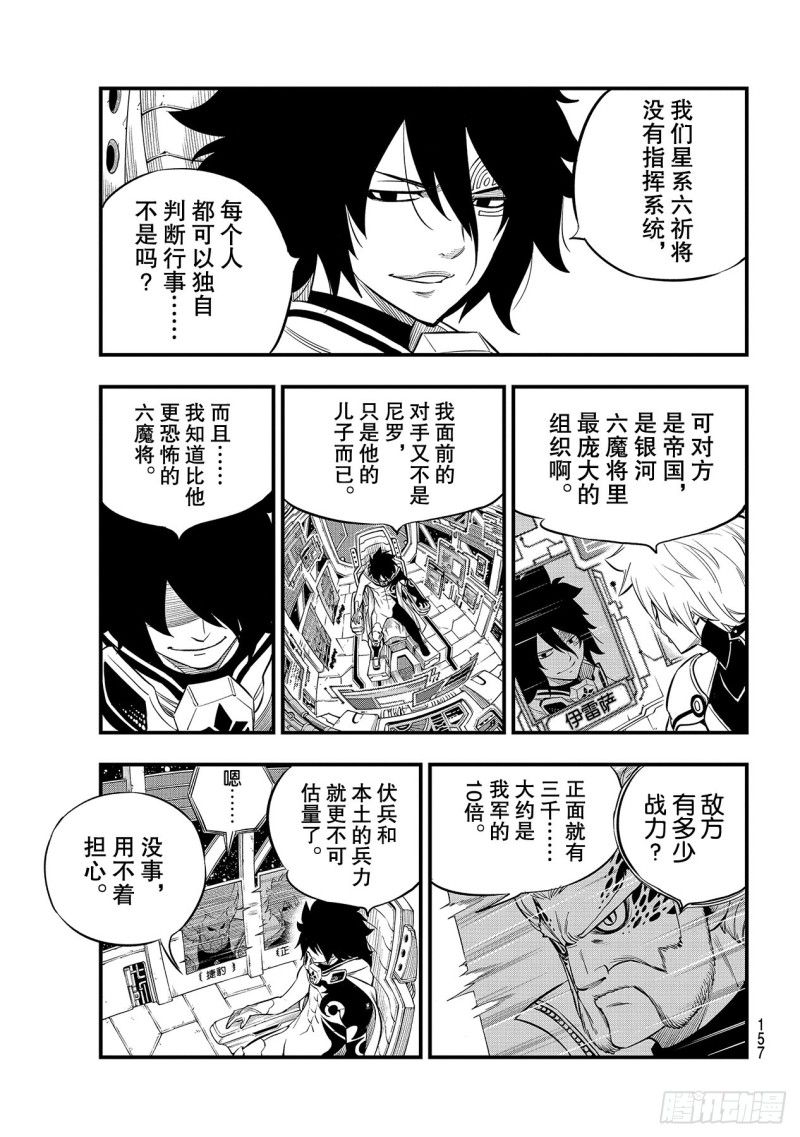 我们星系六祈将
没有指挥系统，
每个人
都可以独自
判断行事……
不是吗？
可对方
是帝国，
是银河
六魔将里
最庞大的
组织啊。
伊雷萨
我面前的
对手又不是
尼罗，
只是他的
儿子而已。
而且……
我知道比他
更恐怖的
六魔将。
敌方
有多少
战力？
正面就有
三千……
大约是
我军的
10倍。
伏兵和
本土的兵力
就更不可
估量了。
嗯……
没事，
用不着
担心。
正
捷豹
157
腾讯动漫